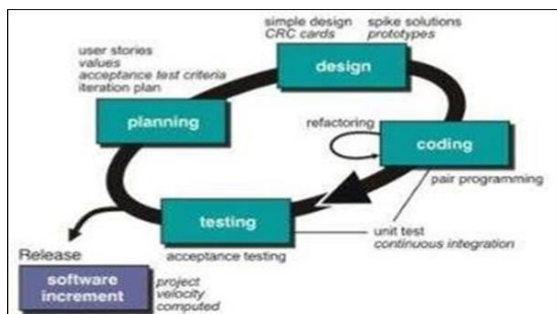 simple design
CRC cards
spike solutions
prototypes
design
user stories
values
acceptance test criteria
iteration plan
planning
refactoring
coding
pair programming
testing
acceptance testing
unit test
continuous integration
Release
software
increment
project
velocity
computed